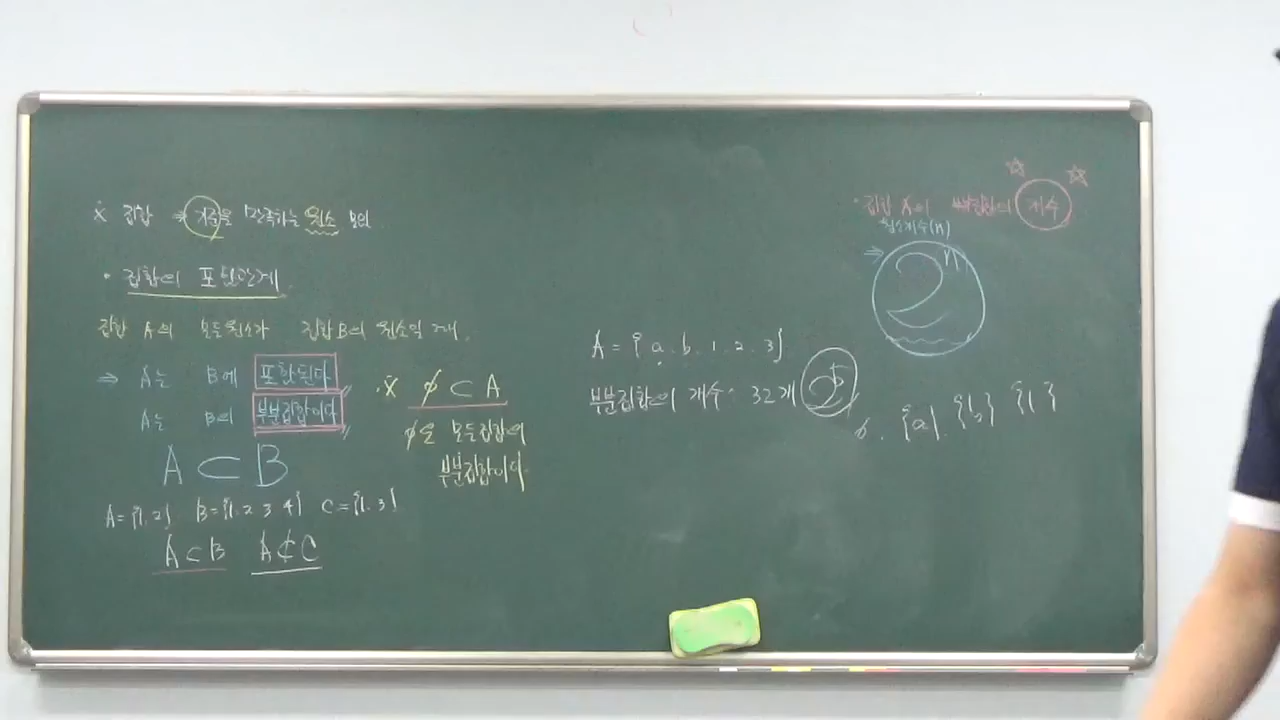 ※ 집합 ⇒ 기준을 만족하는 원소 모임.
• 집합의 포함관계
집합 A의 모든원소가 집합 B의 원소일 때,
⇒ A는 B에 포함된다
A는 B의 부분집합이다
A ⊂ B
A={1, 2} B={1, 2 3 4} C={1, 3}
A ⊂ B A ⊄ C
※ ϕ ⊂ A
ϕ은 모든집합의
부분집합이다.
A = {a, b, 1, 2, 3}
부분집합의 개수: 32개 2⁵
• 집합 A의 부분집합의 개수
원소개수(n)
⇒ 2ⁿ
ϕ, {a}, {b} {1}